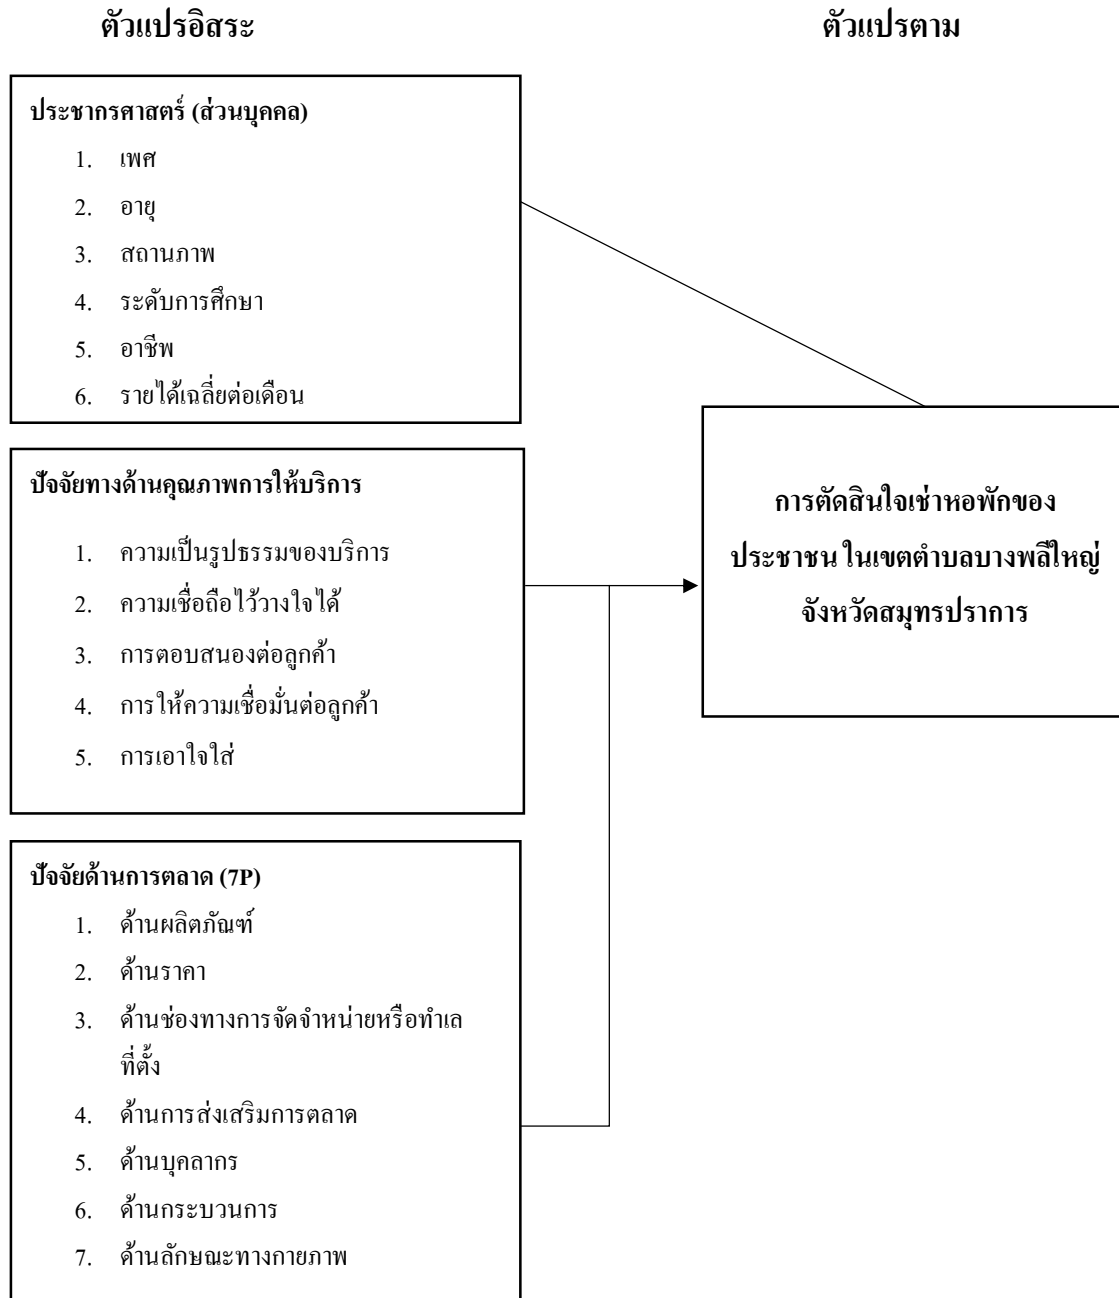 ตัวแปรอิสระ
ตัวแปรตาม
ประชากรศาสตร์ (ส่วนบุคคล)
1. เพศ
2. อายุ
3. สถานภาพ
4. ระดับการศึกษา
5. อาชีพ
6. รายได้เฉลี่ยต่อเดือน
ปัจจัยทางด้านคุณภาพการให้บริการ
1. ความเป็นรูปธรรมของบริการ
2. ความเชื่อถือไว้วางใจได้
3. การตอบสนองต่อลูกค้า
4. การให้ความเชื่อมั่นต่อลูกค้า
5. การเอาใจใส่
ปัจจัยด้านการตลาด (7P)
1. ด้านผลิตภัณฑ์
2. ด้านราคา
3. ด้านช่องทางการจัดจำหน่ายหรือทำเล
ที่ตั้ง
4. ด้านการส่งเสริมการตลาด
5. ด้านบุคลากร
6. ด้านกระบวนการ
7. ด้านลักษณะทางกายภาพ
การตัดสินใจเช่าหอพักของ
ประชาชน ในเขตตำบลบางพลีใหญ่
จังหวัดสมุทรปราการ